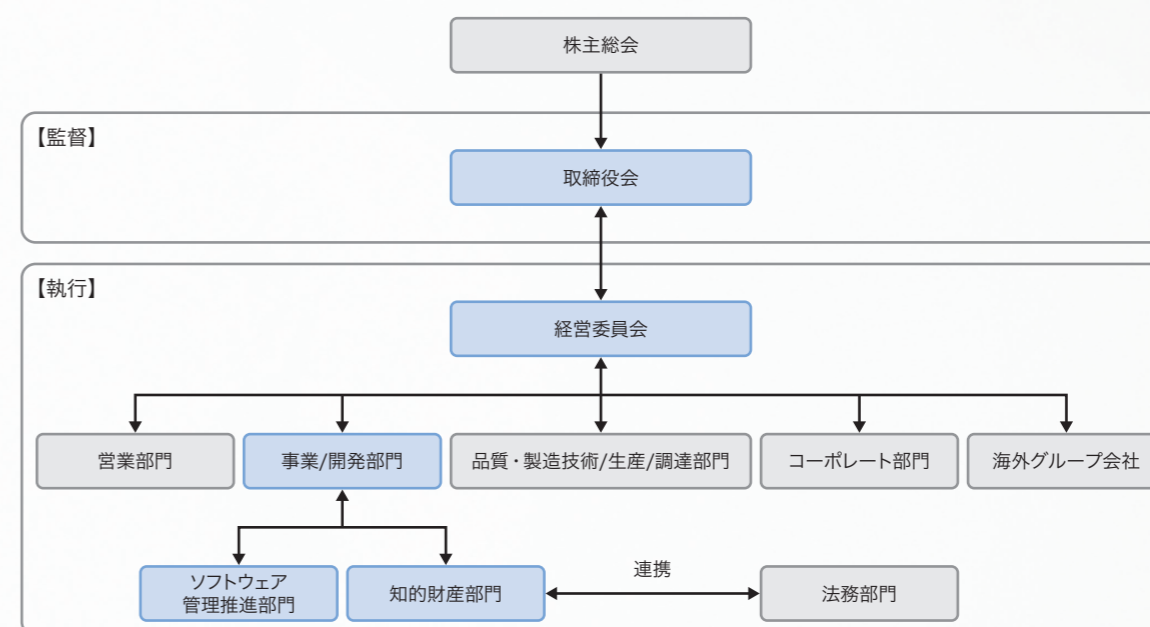 株主総会
【監督】
取締役会
【執行】
経営委員会
営業部門
事業/開発部門
品質・製造技術/生産/調達部門
コーポレート部門
海外グループ会社
ソフトウェア
管理推進部門
知的財産部門
連携
法務部門